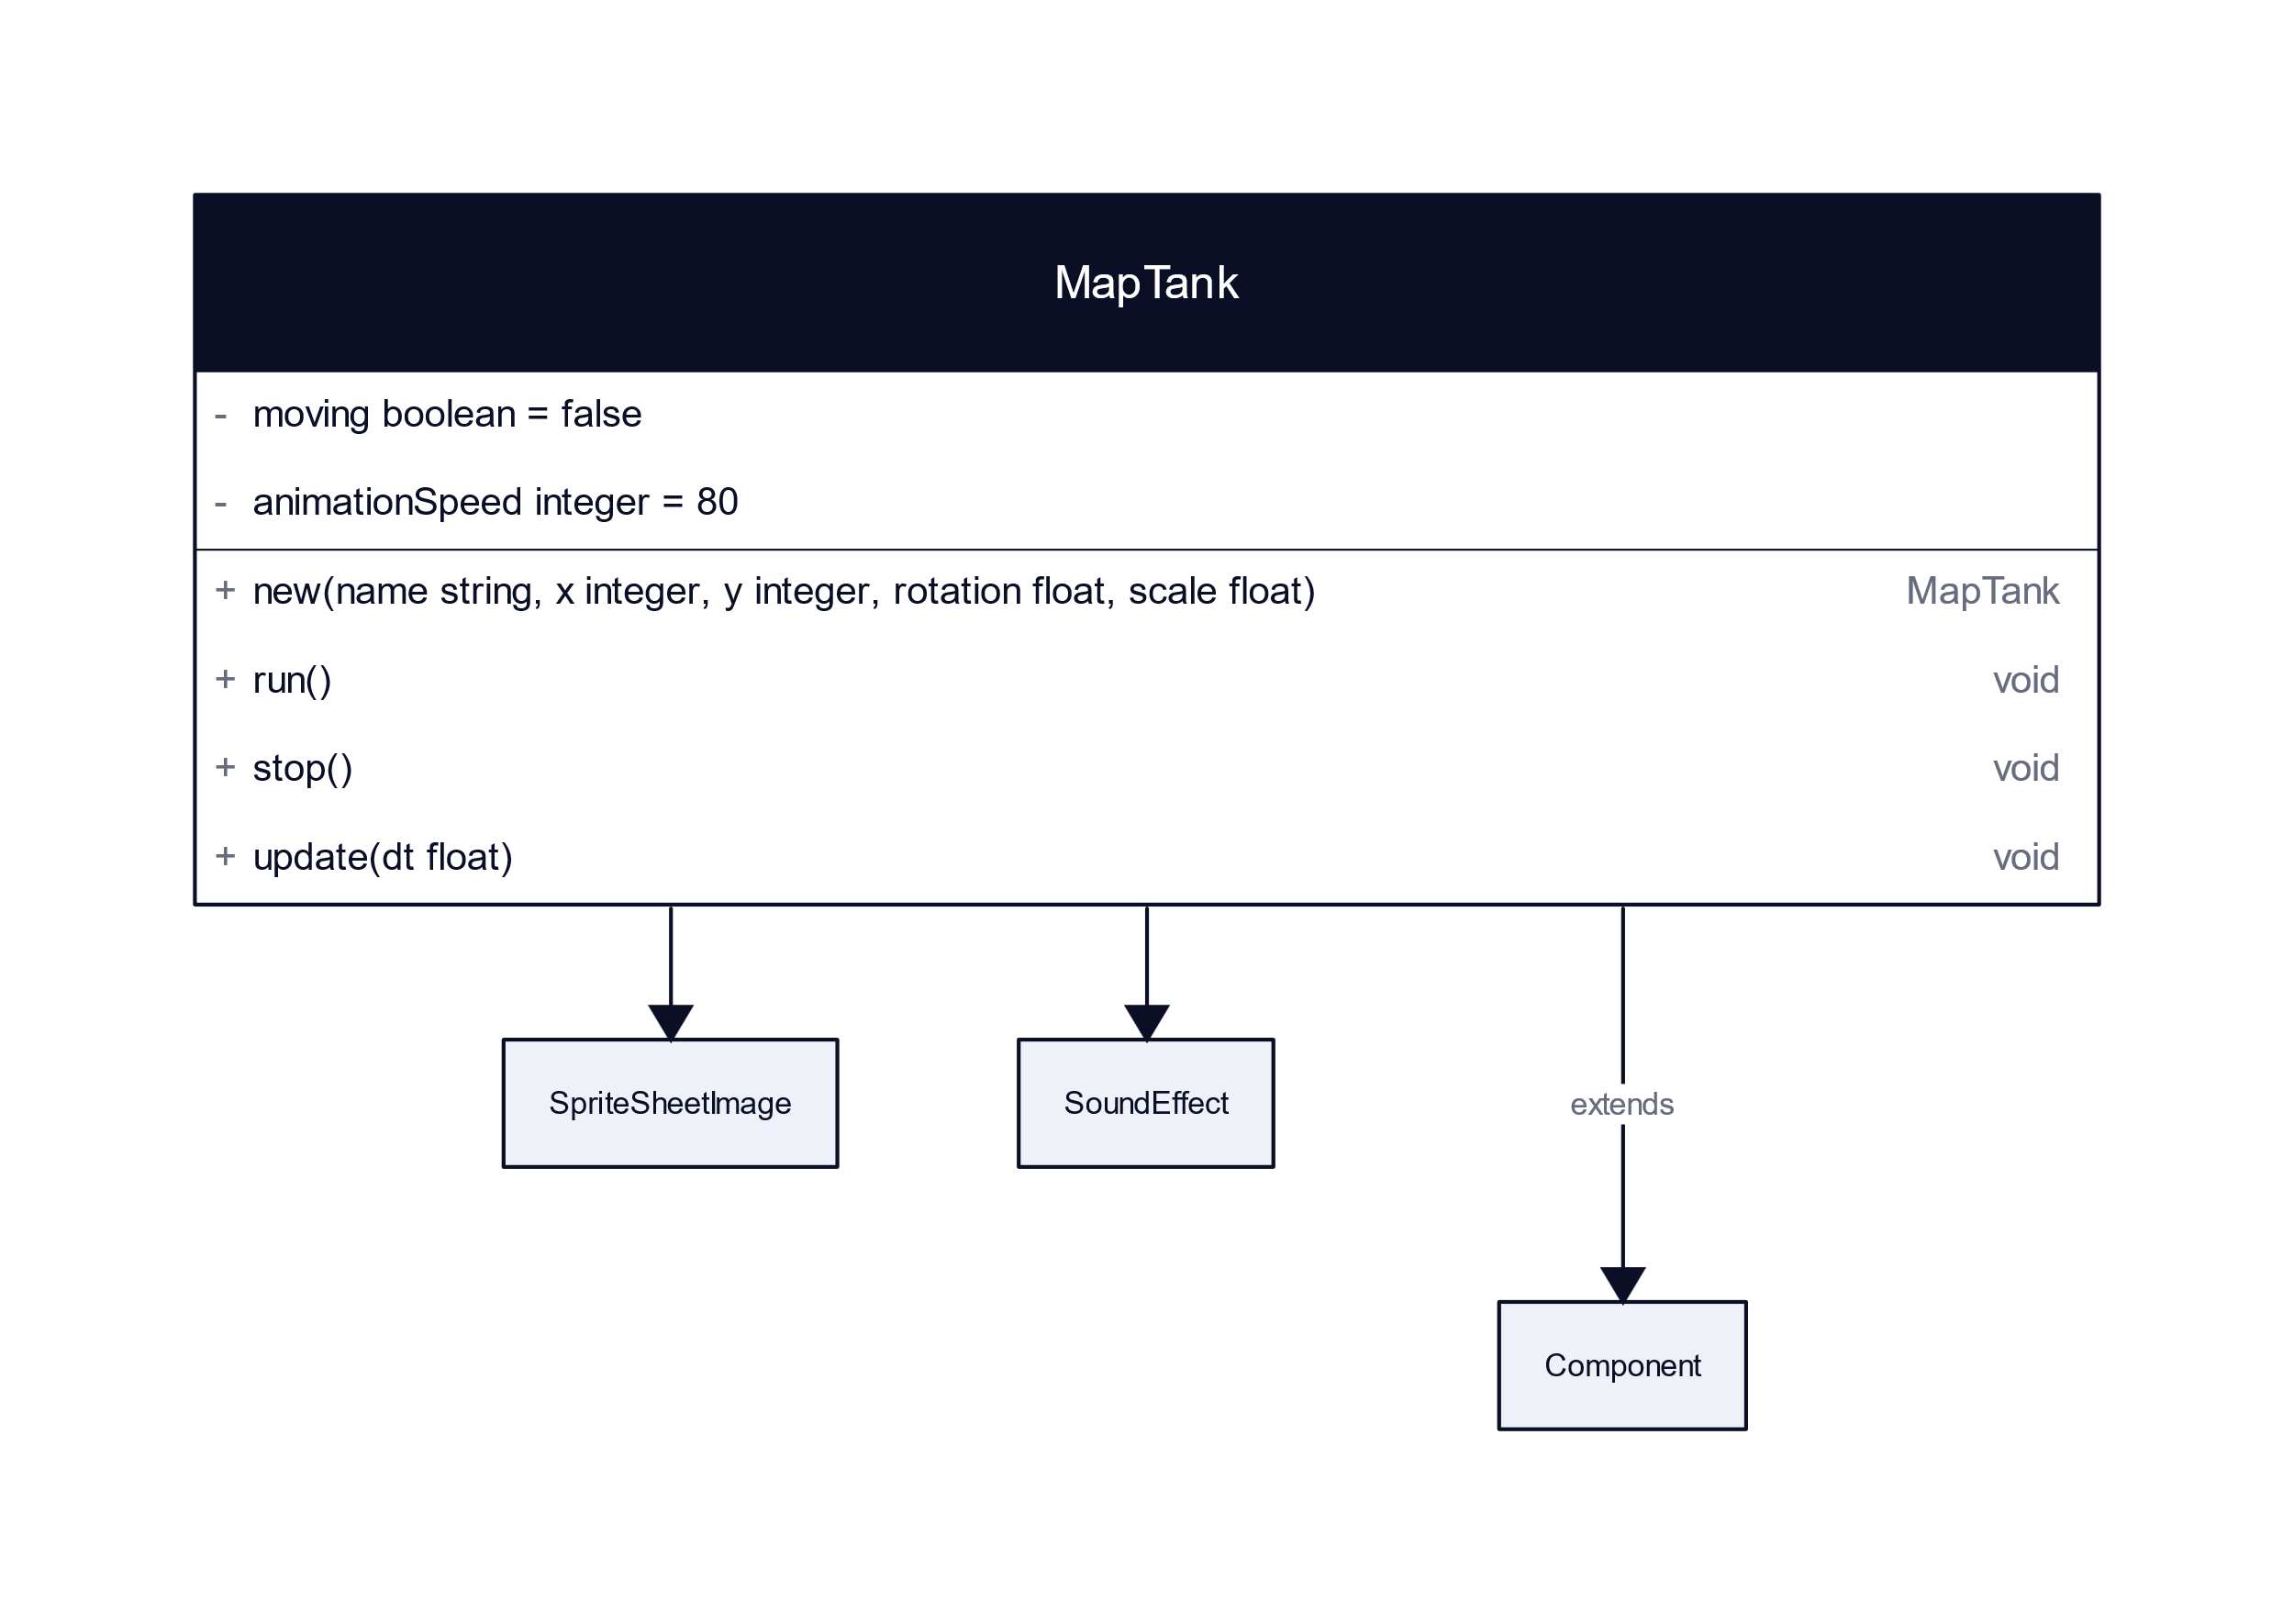 MapTank
- moving boolean = false
- animationSpeed integer = 80
+ new(name string, x integer, y integer, rotation float, scale float) MapTank
+ run() void
+ stop() void
+ update(dt float) void
SpriteSheetImage
SoundEffect
extends
Component